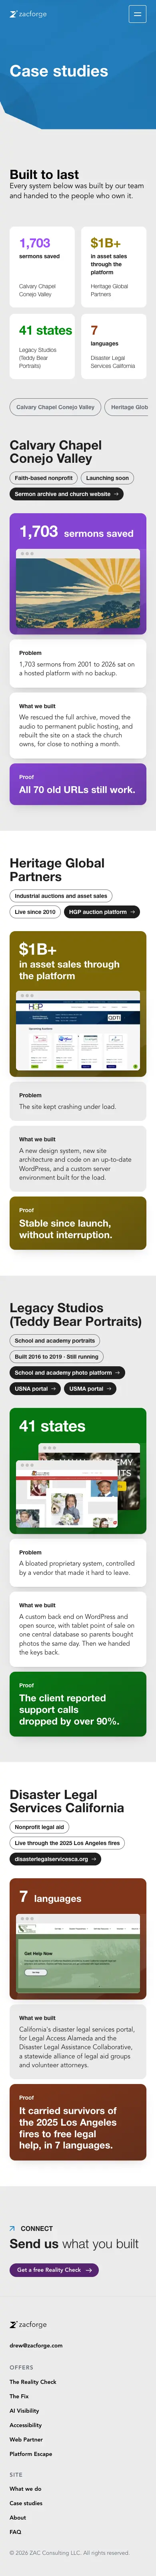 zacforge
Case studies
Built to last
Every system below was built by our team
and handed to the people who own it.
1,703
sermons saved
Calvary Chapel
Conejo Valley
$1B+
in asset sales
through the
platform
Heritage Global
Partners
41 states
Legacy Studios
(Teddy Bear
Portraits)
7
languages
Disaster Legal
Services California
Calvary Chapel Conejo Valley
Heritage Glob
Calvary Chapel
Conejo Valley
Faith-based nonprofit
Launching soon
Sermon archive and church website →
1,703 sermons saved
Problem
1,703 sermons from 2001 to 2026 sat on
a hosted platform with no backup.
What we built
We rescued the full archive, moved the
audio to permanent public hosting, and
rebuilt the site on a stack the church
owns, for close to nothing a month.
Proof
All 70 old URLs still work.
Heritage Global
Partners
Industrial auctions and asset sales
Live since 2010
HGP auction platform →
$1B+
in asset sales through
the platform
HGP
Problem
The site kept crashing under load.
What we built
A new design system, new site
architecture and code on an up-to-date
WordPress, and a custom server
environment built for the load.
Proof
Stable since launch,
without interruption.
Legacy Studios
(Teddy Bear Portraits)
School and academy portraits
Built 2016 to 2019 · Still running
School and academy photo platform →
USNA portal →
USMA portal →
41 states
Problem
A bloated proprietary system, controlled
by a vendor that made it hard to leave.
What we built
A custom back end on WordPress and
open source, with tablet point of sale on
one central database so parents bought
photos the same day. Then we handed
the keys back.
Proof
The client reported
support calls
dropped by over 90%.
Disaster Legal
Services California
Nonprofit legal aid
Live through the 2025 Los Angeles fires
disasterlegalservicesca.org →
7 languages
Get Help Now
What we built
California's disaster legal services portal,
for Legal Access Alameda and the
Disaster Legal Assistance Collaborative,
a statewide alliance of legal aid groups
and volunteer attorneys.
Proof
It carried survivors of
the 2025 Los Angeles
fires to free legal
help, in 7 languages.
CONNECT
Send us what you built
Get a free Reality Check →
zacforge
drew@zacforge.com
OFFERS
The Reality Check
The Fix
AI Visibility
Accessibility
Web Partner
Platform Escape
SITE
What we do
Case studies
About
FAQ
© 2026 ZAC Consulting LLC. All rights reserved.